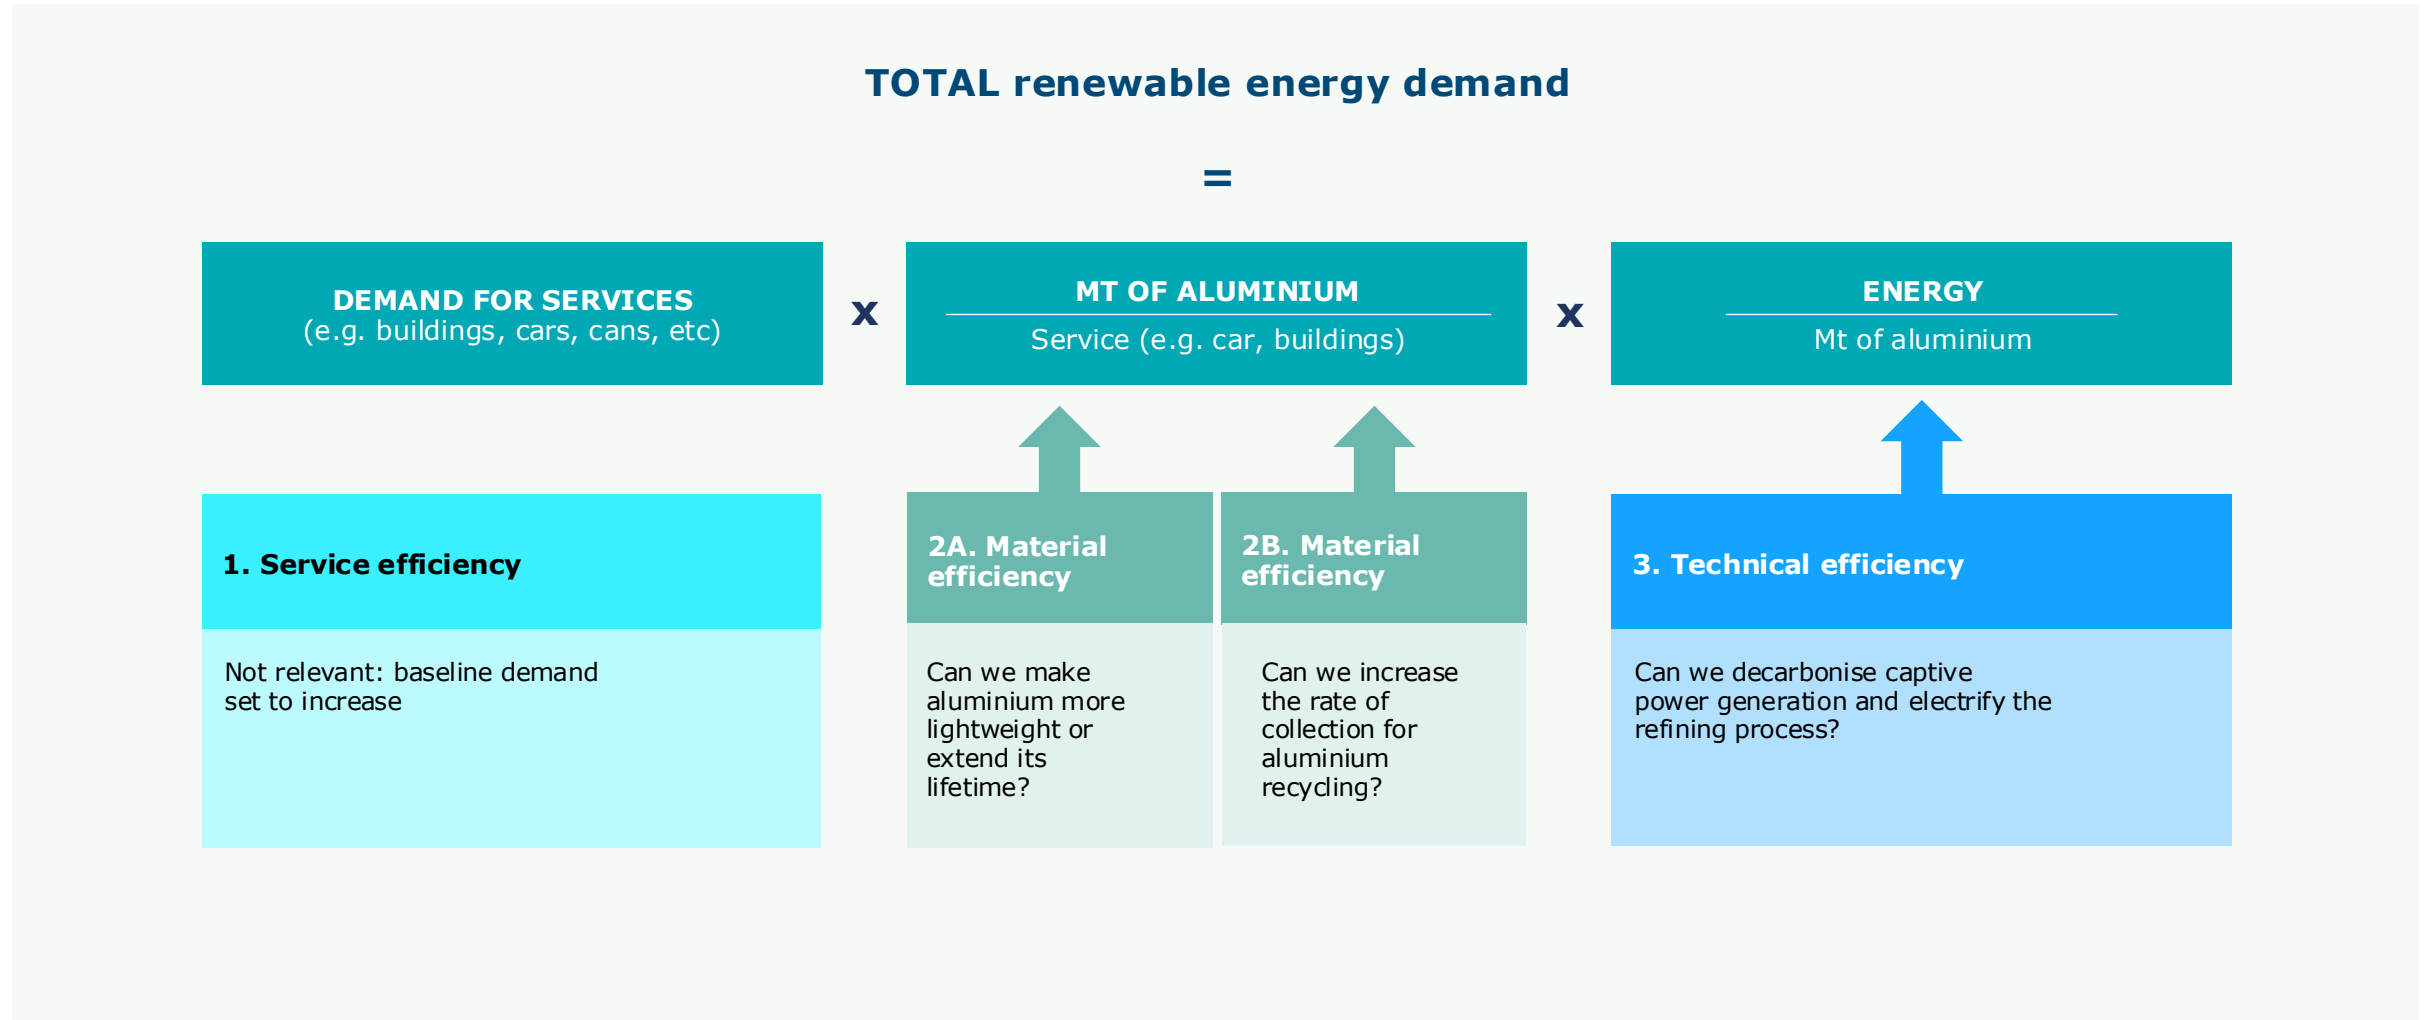 TOTAL renewable energy demand
=
DEMAND FOR SERVICES
(e.g. buildings, cars, cans, etc)
x
MT OF ALUMINIUM
Service (e.g. car, buildings)
x
ENERGY
Mt of aluminium
1. Service efficiency
Not relevant: baseline demand
set to increase
2A. Material
efficiency
Can we make
aluminium more
lightweight or
extend its
lifetime?
2B. Material
efficiency
Can we increase
the rate of
collection for
aluminium
recycling?
3. Technical efficiency
Can we decarbonise captive
power generation and electrify the
refining process?